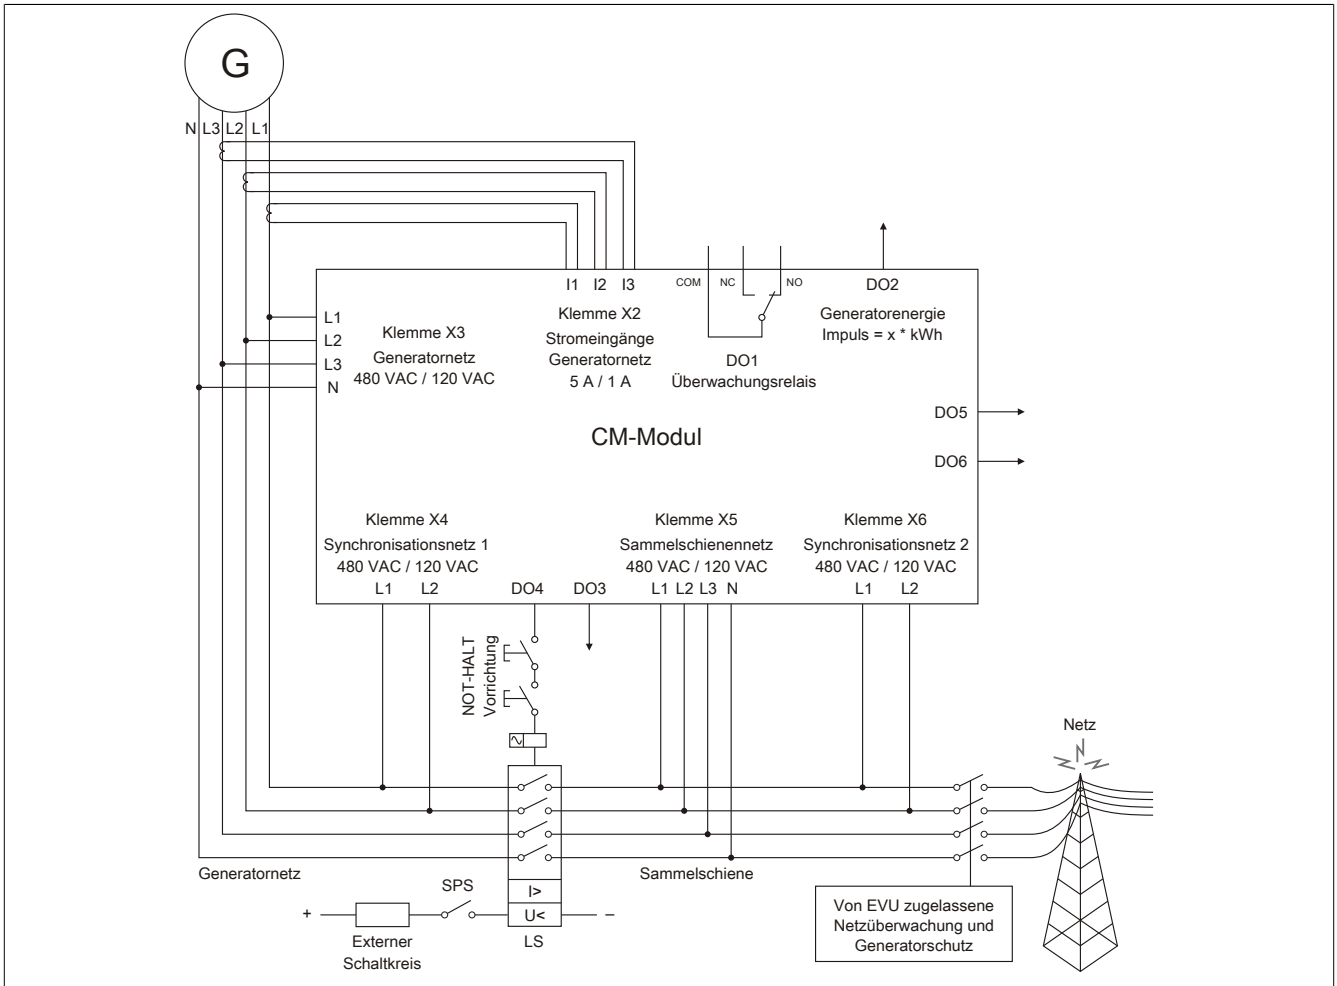 G
N L3 L2 L1
I1 I2 I3
COM NC NO
DO2
L1
L2
L3
N
Klemme X3
Generatornetz
480 VAC / 120 VAC
Klemme X2
Stromeingänge
Generatornetz
5 A / 1 A
DO1
Überwachungsrelais
Generatorenergie
Impuls = x * kWh
DO5
DO6
CM-Modul
Klemme X4
Synchronisationsnetz 1
480 VAC / 120 VAC
L1 L2
DO4
DO3
Klemme X5
Sammelschienennetz
480 VAC / 120 VAC
L1 L2 L3 N
Klemme X6
Synchronisationsnetz 2
480 VAC / 120 VAC
L1 L2
NOT-HALT
Vorrichtung
Netz
Generatornetz
Sammelschiene
I>
U<
LS
+
SPS
–
Externer
Schaltkreis
Von EVU zugelassene
Netzüberwachung und
Generatorschutz